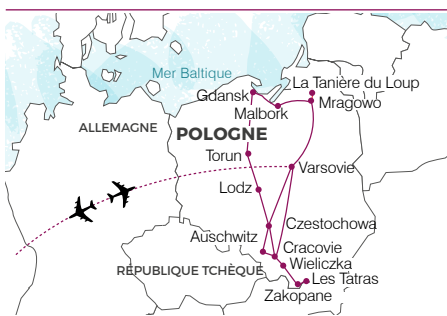 Mer Baltique
La Tanière du Loup
Gdansk
Mragowo
Malbork
ALLEMAGNE
POLOGNE
Torun
Varsovie
Lodz
Czestochowa
Auschwitz
Cracovie
Wieliczka
RÉPUBLIQUE TCHÈQUE
Les Tatras
Zakopane